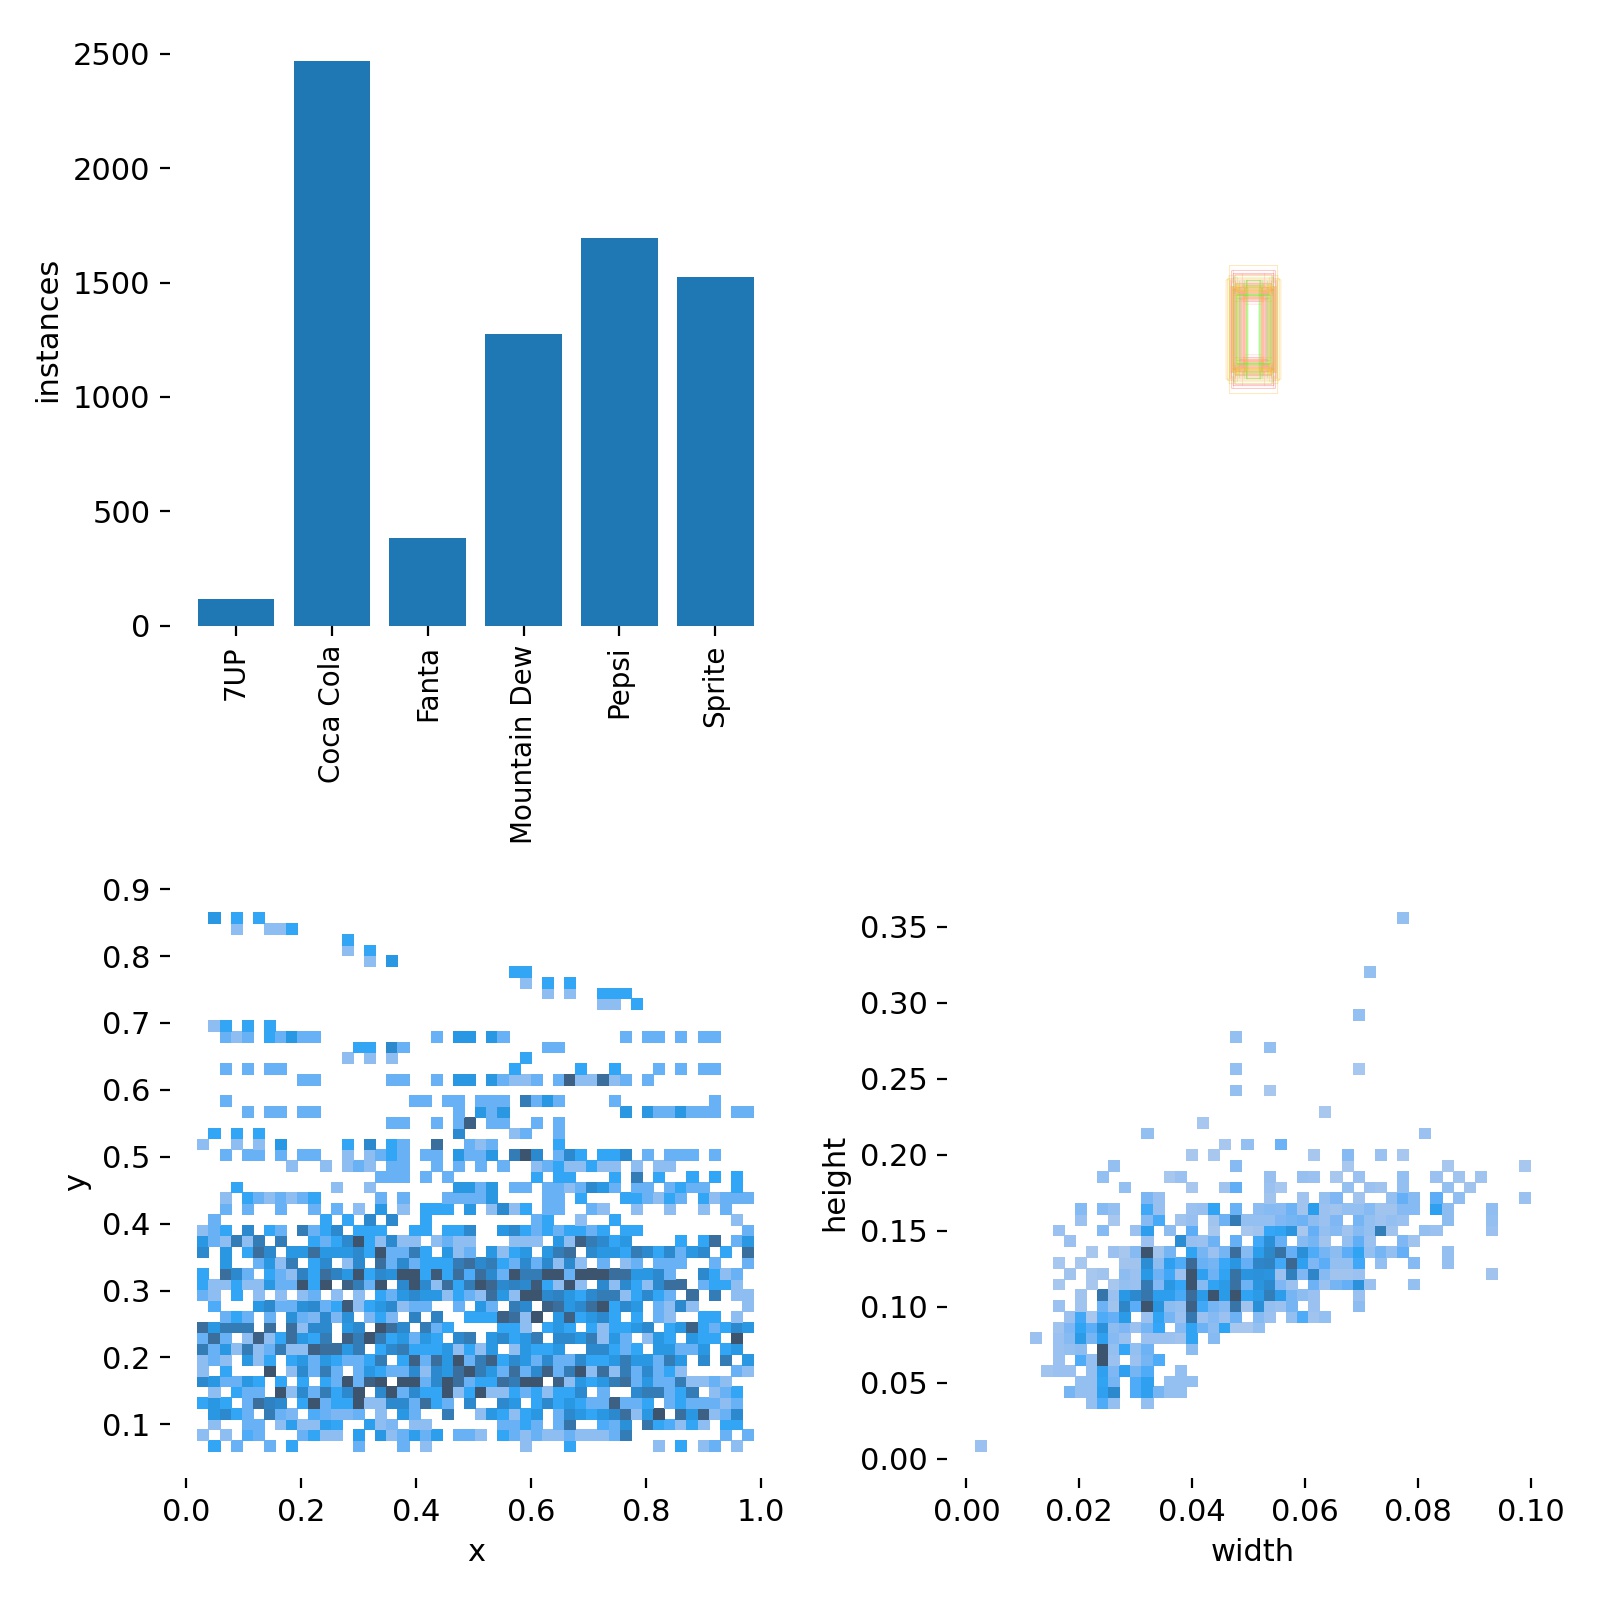 2500
2000
1500
1000
500
0
instances
7UP
Coca Cola
Fanta
Mountain Dew
Pepsi
Sprite
0.9
0.8
0.7
0.6
0.5
0.4
0.3
0.2
0.1
y
0.0 0.2 0.4 0.6 0.8 1.0
x
0.35
0.30
0.25
0.20
0.15
0.10
0.05
0.00
height
0.00 0.02 0.04 0.06 0.08 0.10
width